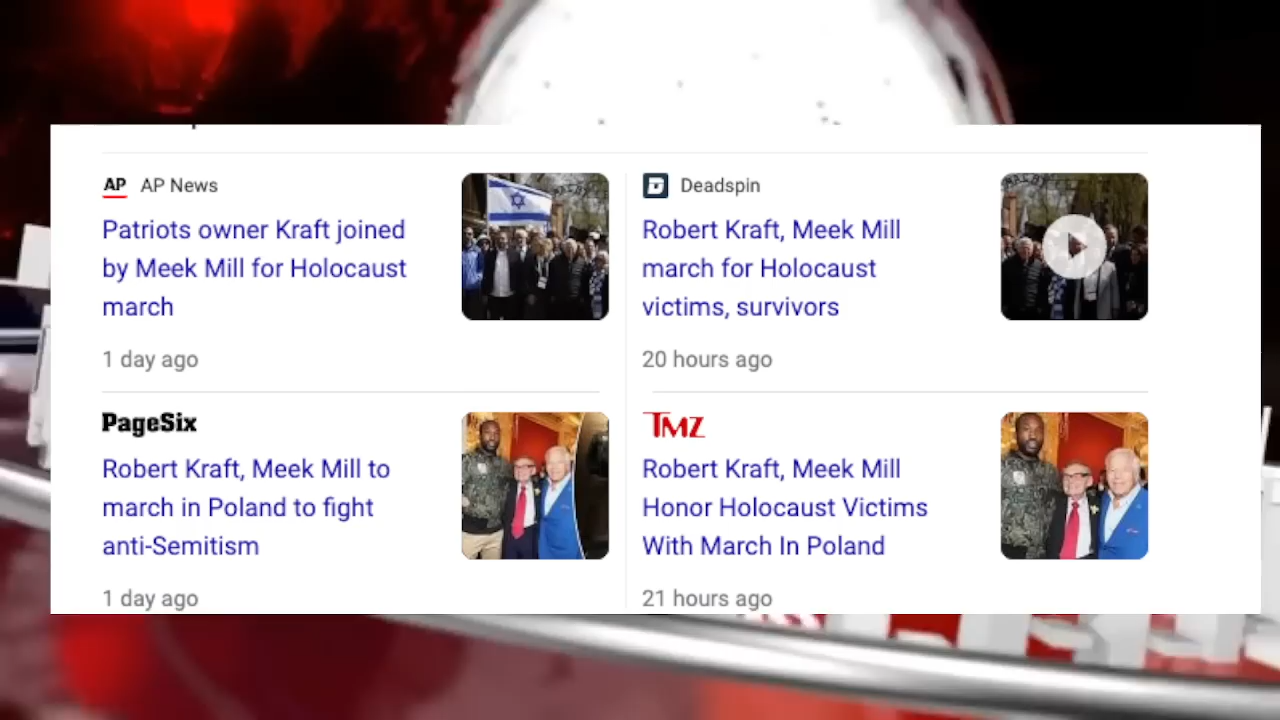 AP AP News
Patriots owner Kraft joined
by Meek Mill for Holocaust
march
1 day ago
Deadspin
Robert Kraft, Meek Mill
march for Holocaust
victims, survivors
20 hours ago
PageSix
Robert Kraft, Meek Mill to
march in Poland to fight
anti-Semitism
1 day ago
TMZ
Robert Kraft, Meek Mill
Honor Holocaust Victims
With March In Poland
21 hours ago